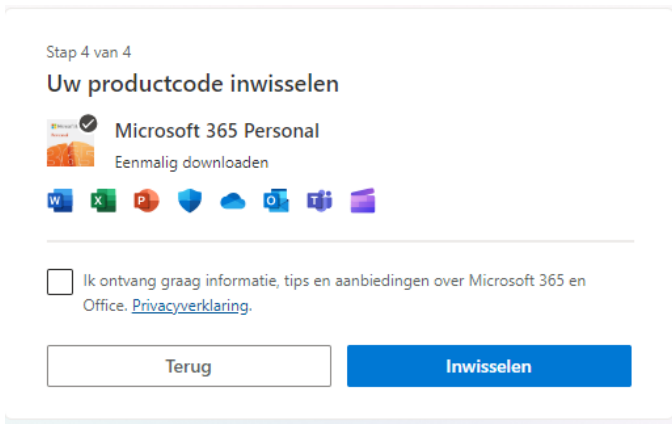 Stap 4 van 4
Uw productcode inwisselen
Microsoft 365 Personal
Eenmalig downloaden
Ik ontvang graag informatie, tips en aanbiedingen over Microsoft 365 en
Office. Privacyverklaring.
Terug
Inwisselen